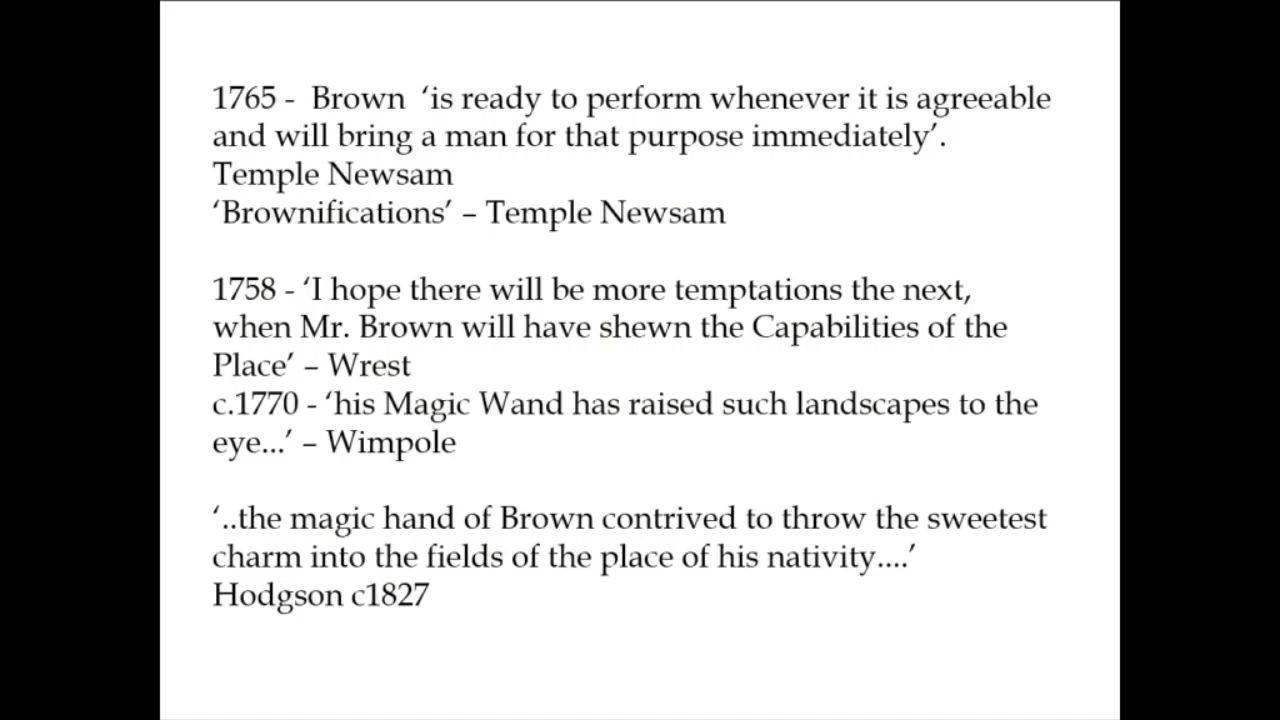 1765 -  Brown  ‘is ready to perform whenever it is agreeable
and will bring a man for that purpose immediately’.
Temple Newsam
‘Brownifications’ – Temple Newsam
1758 - ‘I hope there will be more temptations the next,
when Mr. Brown will have shewn the Capabilities of the
Place’ – Wrest
c.1770 - ‘his Magic Wand has raised such landscapes to the
eye...’ – Wimpole
‘..the magic hand of Brown contrived to throw the sweetest
charm into the fields of the place of his nativity....’
Hodgson c1827